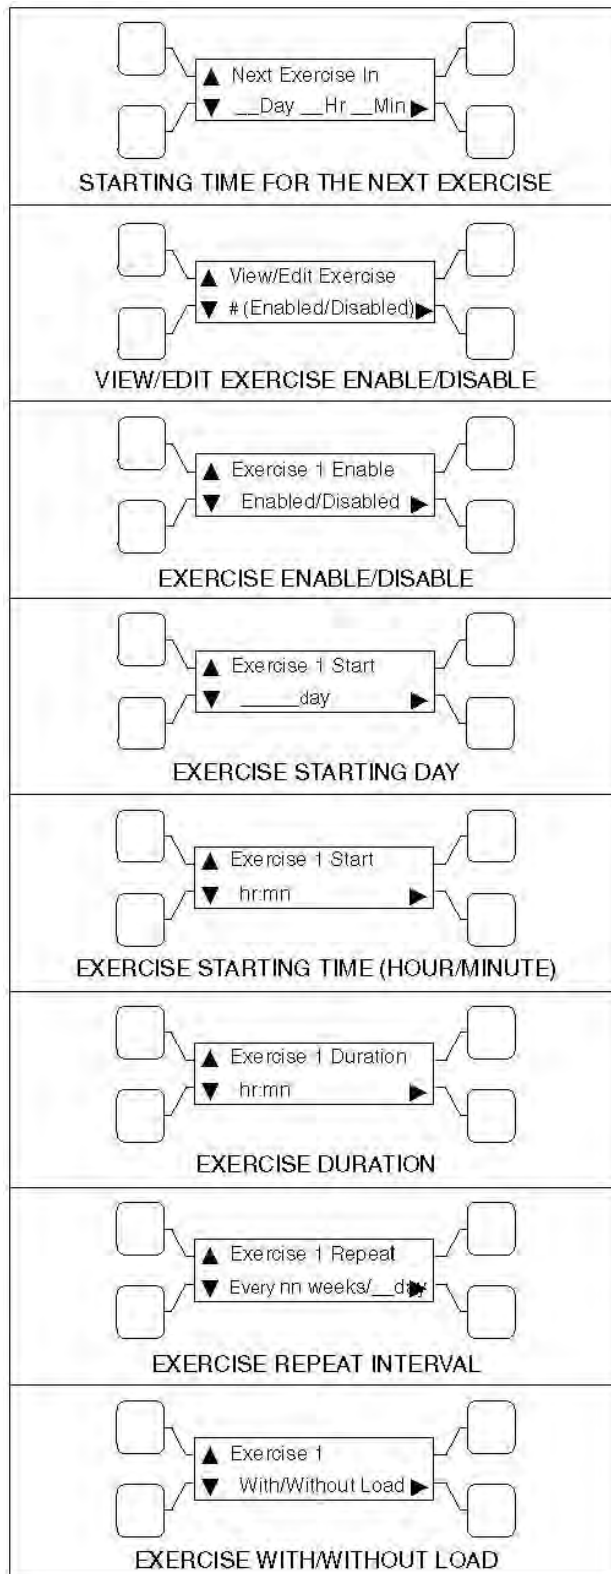 ▲ Next Exercise In
▼ __Day __Hr __Min ▶
STARTING TIME FOR THE NEXT EXERCISE
▲ View/Edit Exercise
▼ # (Enabled/Disabled) ▶
VIEW/EDIT EXERCISE ENABLE/DISABLE
▲ Exercise 1 Enable
▼ Enabled/Disabled ▶
EXERCISE ENABLE/DISABLE
▲ Exercise 1 Start
▼ ______day ▶
EXERCISE STARTING DAY
▲ Exercise 1 Start
▼ hr:mn ▶
EXERCISE STARTING TIME (HOUR/MINUTE)
▲ Exercise 1 Duration
▼ hr:mn ▶
EXERCISE DURATION
▲ Exercise 1 Repeat
▼ Every nn weeks/__day ▶
EXERCISE REPEAT INTERVAL
▲ Exercise 1
▼ With/Without Load ▶
EXERCISE WITH/WITHOUT LOAD